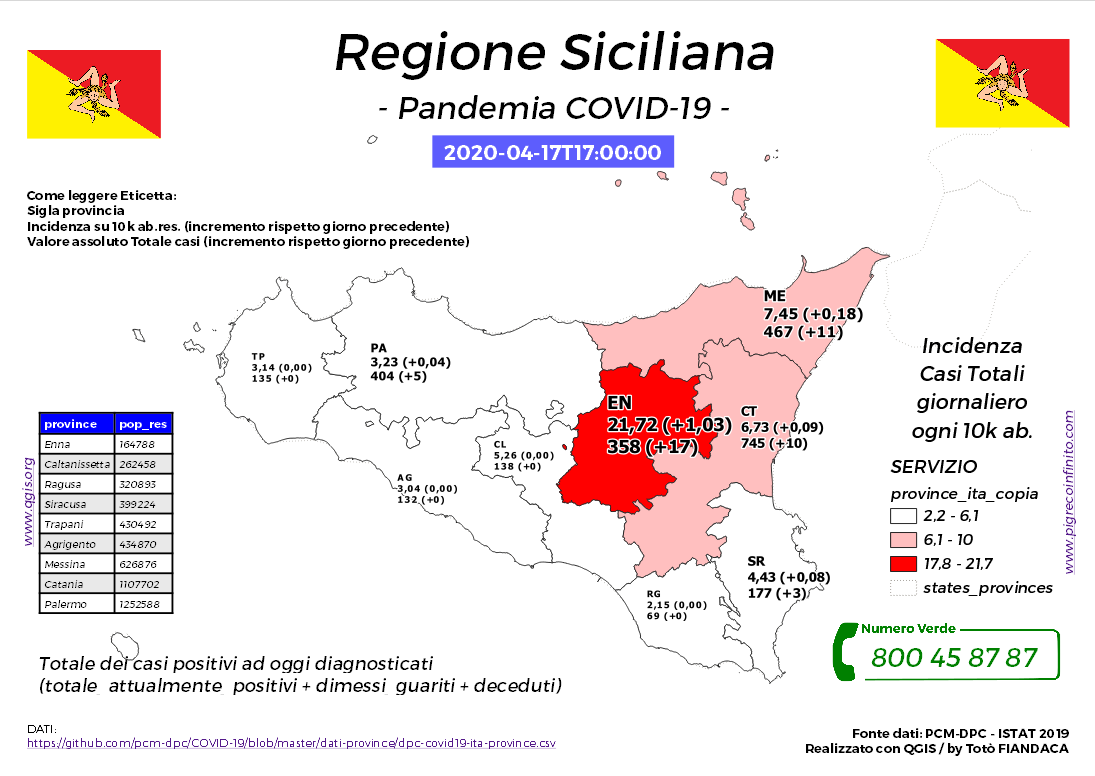 Regione Siciliana
- Pandemia COVID-19 -
2020-04-17T17:00:00
Come leggere Eticetta:
Sigla provincia
Incidenza su 10k ab.res. (incremento rispetto giorno precedente)
Valore assoluto Totale casi (incremento rispetto giorno precedente)
ME
7,45 (+0,18)
467 (+11)
PA
3,23 (+0,04)
404 (+5)
TP
3,14 (0,00)
135 (+0)
EN
21,72 (+1,03)
358 (+17)
CT
6,73 (+0,09)
745 (+10)
CL
5,26 (0,00)
138 (+0)
AG
3,04 (0,00)
132 (+0)
SR
4,43 (+0,08)
177 (+3)
RG
2,15 (0,00)
69 (+0)
www.qgis.org
province pop_res
Enna 164788
Caltanissetta 262458
Ragusa 320893
Siracusa 399224
Trapani 430492
Agrigento 434870
Messina 626876
Catania 1107702
Palermo 1252588
Incidenza
Casi Totali
giornaliero
ogni 10k ab.
SERVIZIO
province_ita_copia
2,2 - 6,1
6,1 - 10
17,8 - 21,7
states_provinces
www.pigrecoinfinito.com
Numero Verde
800 45 87 87
Totale dei casi positivi ad oggi diagnosticati
(totale_attualmente_positivi + dimessi_guariti + deceduti)
DATI:
https://github.com/pcm-dpc/COVID-19/blob/master/dati-province/dpc-covid19-ita-province.csv
Fonte dati: PCM-DPC - ISTAT 2019
Realizzato con QGIS / by Totò FIANDACA